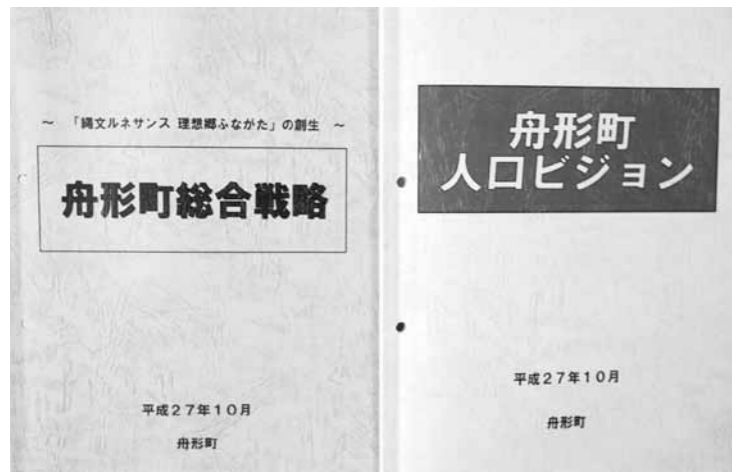 ～ 「縄文ルネサンス 理想郷ふながた」の創生 ～
舟形町総合戦略
平成２７年１０月
舟形町
舟形町
人口ビジョン
平成２７年１０月
舟形町